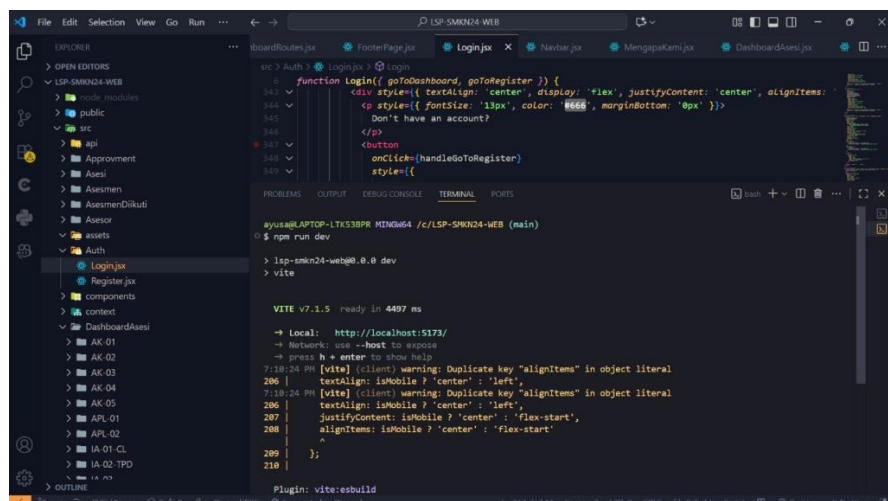 File Edit Selection View Go Run ...
LSP-SMKN24-WEB
EXPLORER
OPEN EDITORS
LSP-SMKN24-WEB
node_modules
public
src
api
Approvment
Asesi
Asesmen
AsesmenDiikuti
Asesor
assets
Auth
Login.jsx
Register.jsx
components
context
DashboardAsesi
AK-01
AK-02
AK-03
AK-04
AK-05
APL-01
APL-02
IA-01-CL
IA-02-TPD
OUTLINE
hboardRoutes.jsx FooterPage.jsx Login.jsx Navbar.jsx MengapaKami.jsx DashboardAsesi.jsx
src > Auth > Login.jsx > Login
6 function Login({ goToDashboard, goToRegister }) {
343 <div style={{ textAlign: 'center', display: 'flex', justifyContent: 'center', alignItems: '
344 <p style={{ fontSize: '13px', color: '#666', marginBottom: '0px' }}>
345 Don't have an account?
346 </p>
347 <button
348 onClick={handleGoToRegister}
349 style={{
PROBLEMS OUTPUT DEBUG CONSOLE TERMINAL PORTS
bash
ayusa@LAPTOP-LTK53BPR MINGW64 /c/LSP-SMKN24-WEB (main)
$ npm run dev
> lsp-smkn24-web@0.0.0 dev
> vite
VITE v7.1.5 ready in 4497 ms
→ Local: http://localhost:5173/
→ Network: use --host to expose
→ press h + enter to show help
7:10:24 PM [vite] (client) warning: Duplicate key "alignItems" in object literal
206 | textAlign: isMobile ? 'center' : 'left',
7:10:24 PM [vite] (client) warning: Duplicate key "alignItems" in object literal
206 | textAlign: isMobile ? 'center' : 'left',
207 | justifyContent: isMobile ? 'center' : 'flex-start',
208 | alignItems: isMobile ? 'center' : 'flex-start'
| ^
209 | };
210 |
Plugin: vite:esbuild